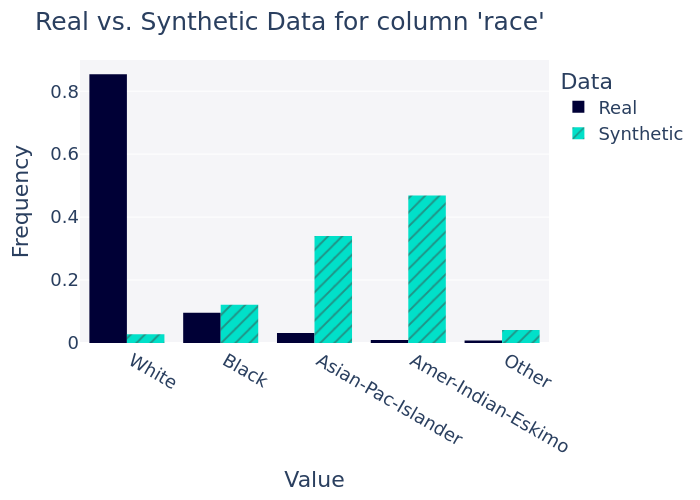 Real vs. Synthetic Data for column 'race'
Data
Real
Synthetic
Frequency
0.8
0.6
0.4
0.2
0
White
Black
Asian-Pac-Islander
Amer-Indian-Eskimo
Other
Value